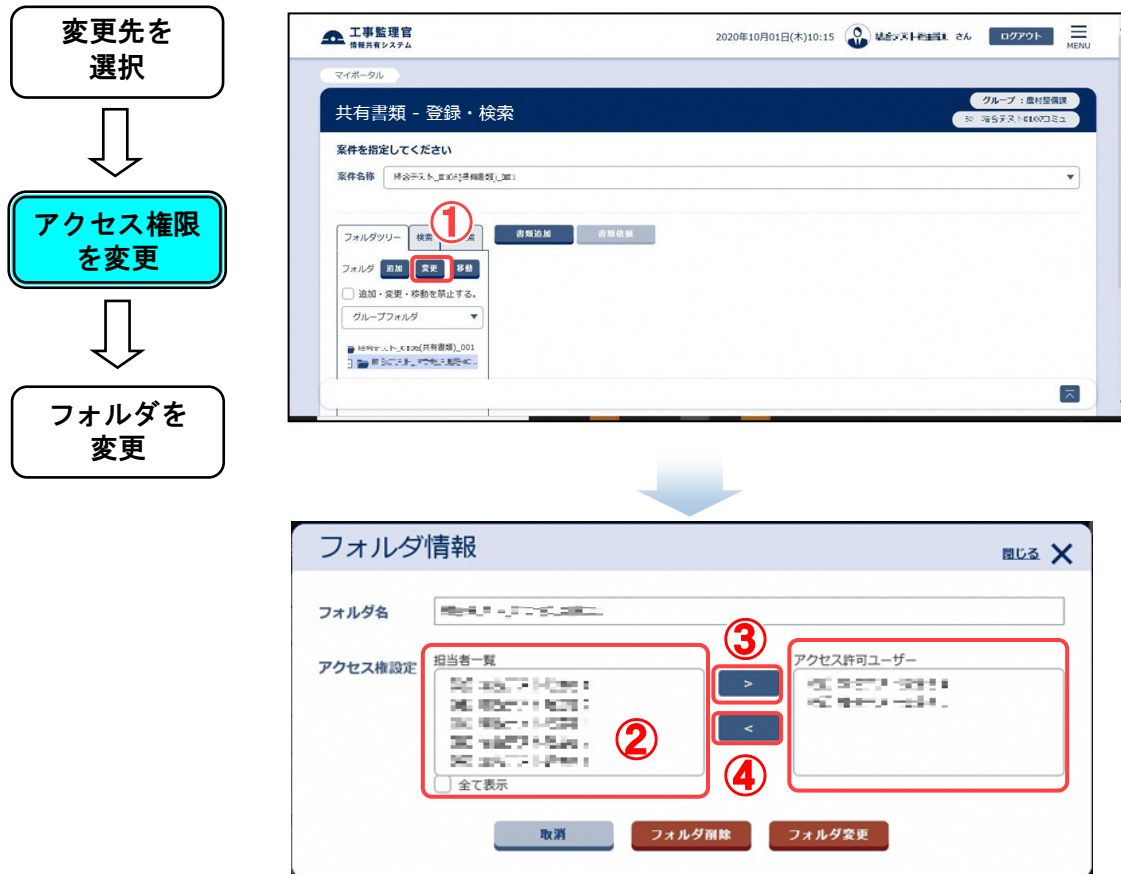 変更先を
選択
アクセス権限
を変更
フォルダを
変更
工事監理官
情報共有システム
2020年10月01日(木)10:15
さん
ログアウト
MENU
マイポータル
共有書類 - 登録・検索
グループ：農村整備課
案件を指定してください
案件名称
①
フォルダツリー
検索
書類追加
書類依頼
フォルダ
追加
変更
移動
追加・変更・移動を禁止する。
グループフォルダ
(共有書類)_001
フォルダ情報
閉じる
フォルダ名
アクセス権設定
担当者一覧
②
全て表示
③
>
<
④
アクセス許可ユーザー
取消
フォルダ削除
フォルダ変更